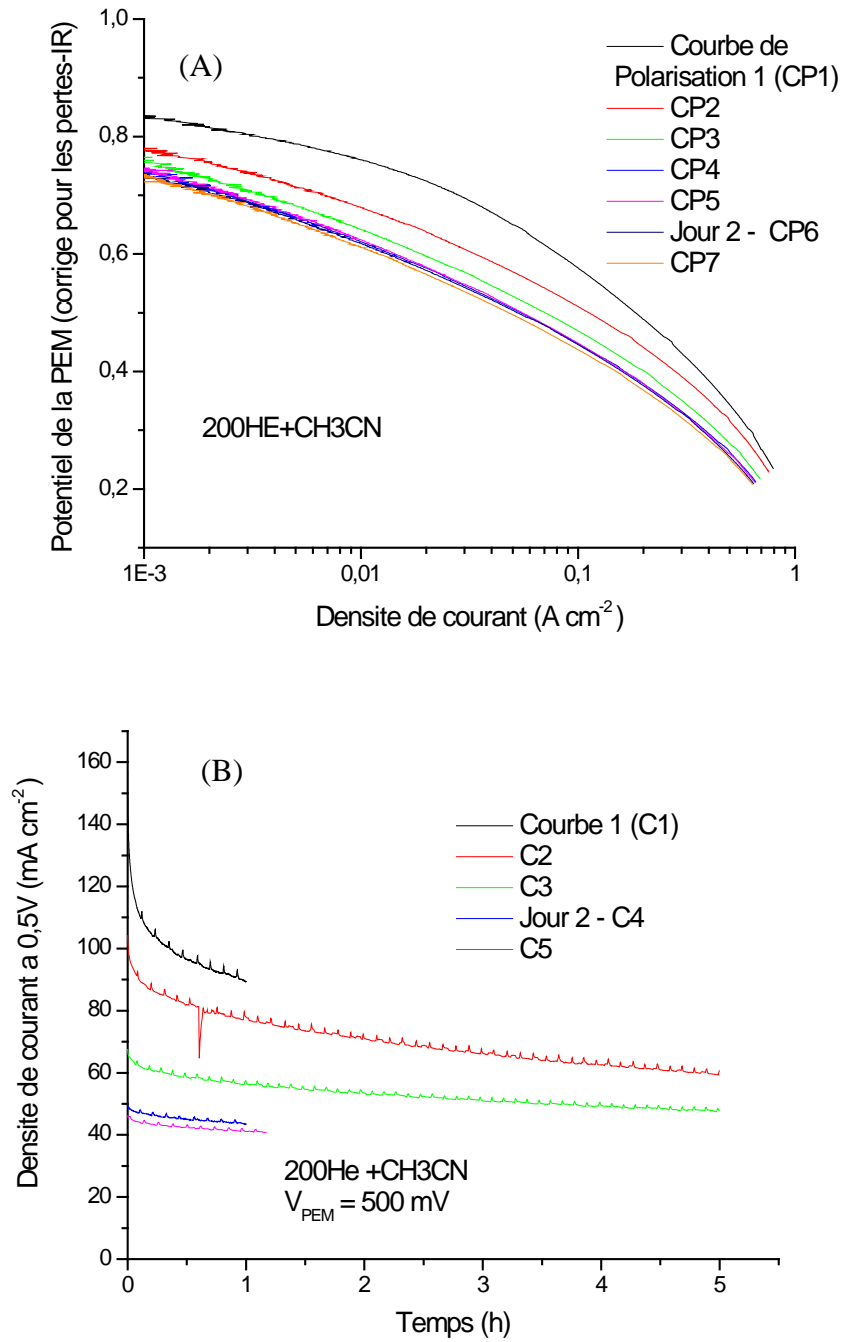 (A)
Courbe de
Polarisation 1 (CP1)
CP2
CP3
CP4
CP5
Jour 2 - CP6
CP7
200HE+CH3CN
Potentiel de la PEM (corrige pour les pertes-IR)
1,0
0,8
0,6
0,4
0,2
1E-3
0,01
0,1
1
Densite de courant (A cm-2)
(B)
Courbe 1 (C1)
C2
C3
Jour 2 - C4
C5
200He +CH3CN
VPEM = 500 mV
Densite de courant a 0,5V (mA cm-2)
160
140
120
100
80
60
40
20
0
0
1
2
3
4
5
Temps (h)